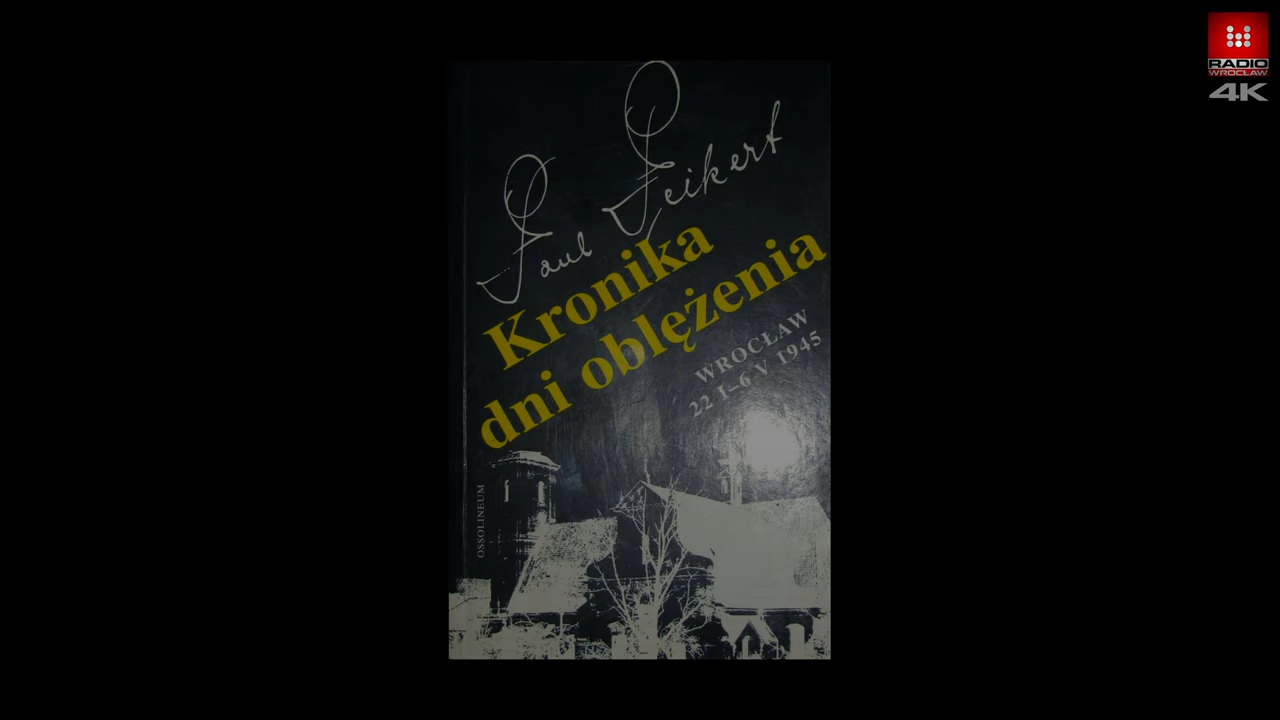 RADIO
WROCŁAW
4K
Paul Peikert
Kronika
dni oblężenia
WROCŁAW
22 I–6 V 1945
OSSOLINEUM